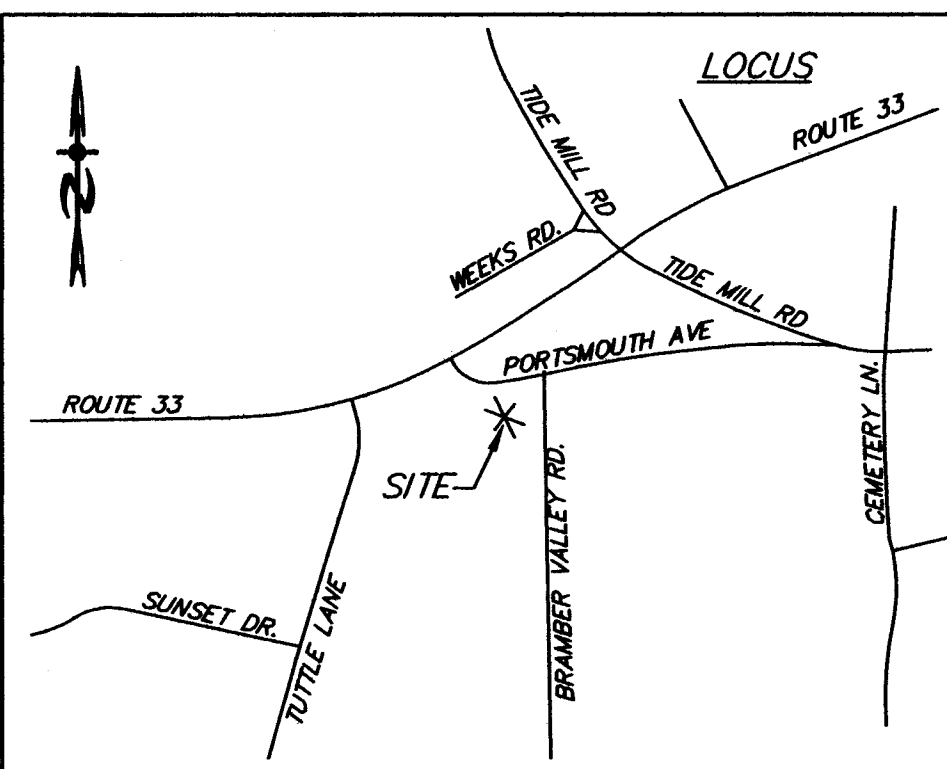 LOCUS
ROUTE 33
TIDE MILL RD
WEEKS RD.
TIDE MILL RD
PORTSMOUTH AVE
ROUTE 33
CEMETERY LN.
SITE
BRAMBER VALLEY RD.
SUNSET DR.
TUTTLE LANE
N